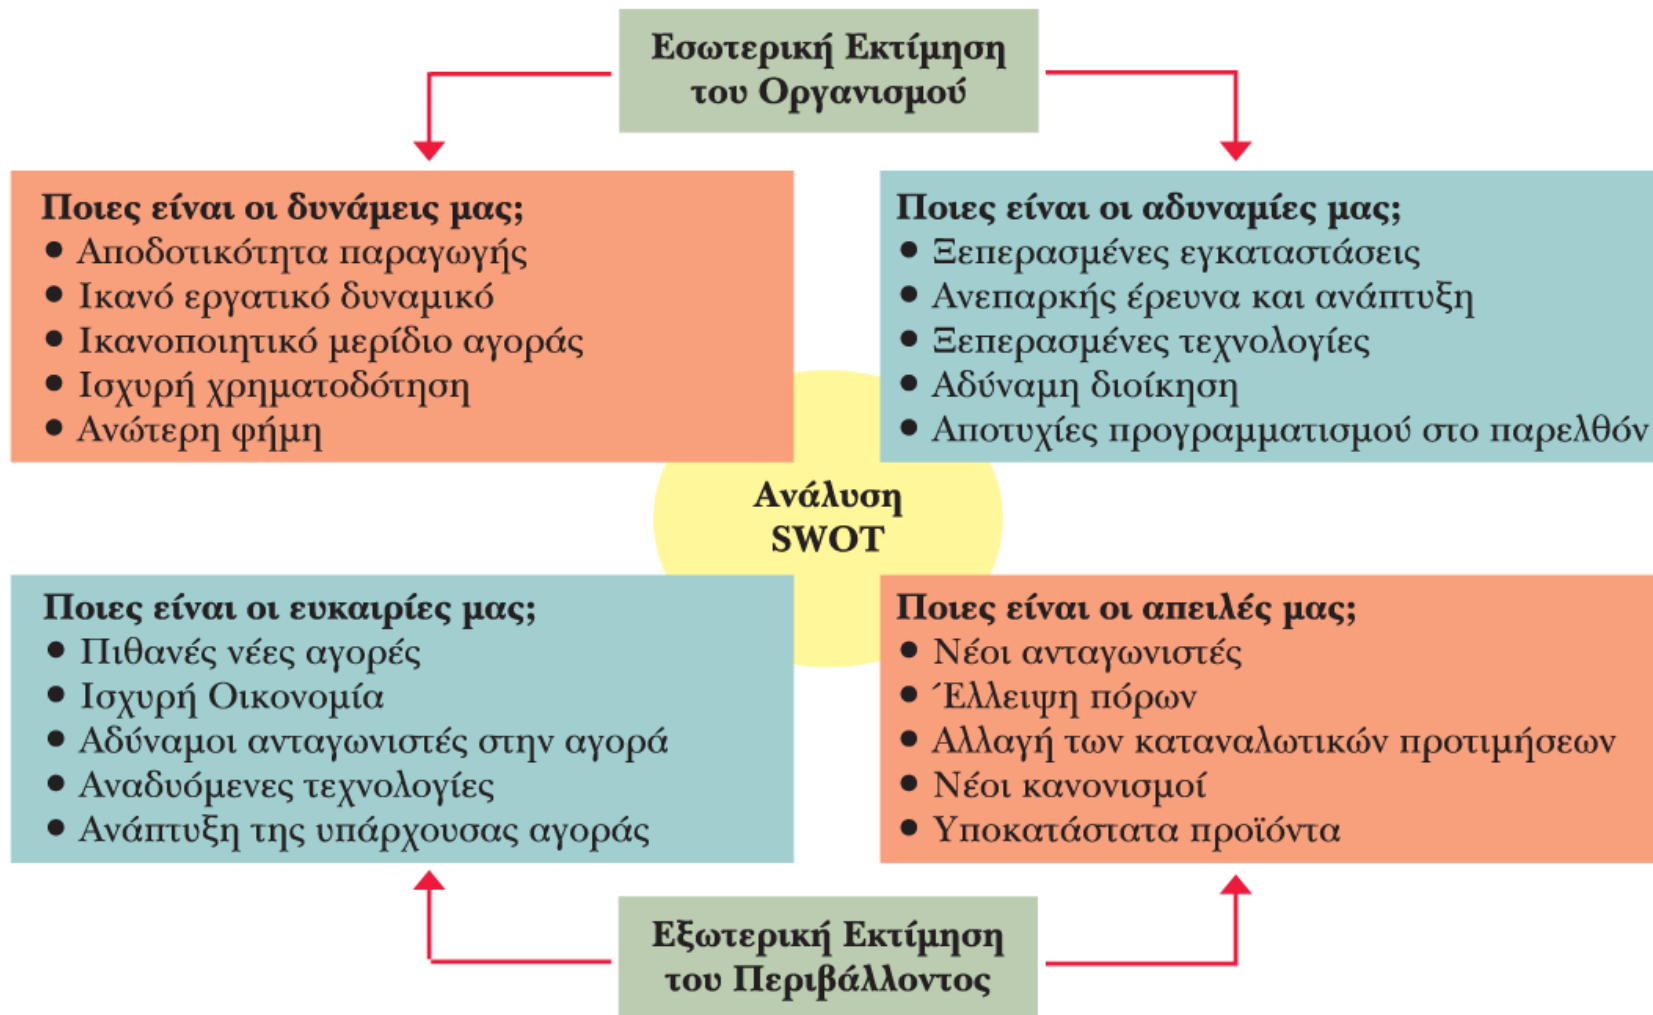 Εσωτερική Εκτίμηση
του Οργανισμού
Ποιες είναι οι δυνάμεις μας;
• Αποδοτικότητα παραγωγής
• Ικανό εργατικό δυναμικό
• Ικανοποιητικό μερίδιο αγοράς
• Ισχυρή χρηματοδότηση
• Ανώτερη φήμη
Ποιες είναι οι αδυναμίες μας;
• Ξεπερασμένες εγκαταστάσεις
• Ανεπαρκής έρευνα και ανάπτυξη
• Ξεπερασμένες τεχνολογίες
• Αδύναμη διοίκηση
• Αποτυχίες προγραμματισμού στο παρελθόν
Ανάλυση
SWOT
Ποιες είναι οι ευκαιρίες μας;
• Πιθανές νέες αγορές
• Ισχυρή Οικονομία
• Αδύναμοι ανταγωνιστές στην αγορά
• Αναδυόμενες τεχνολογίες
• Ανάπτυξη της υπάρχουσας αγοράς
Ποιες είναι οι απειλές μας;
• Νέοι ανταγωνιστές
• Έλλειψη πόρων
• Αλλαγή των καταναλωτικών προτιμήσεων
• Νέοι κανονισμοί
• Υποκατάστατα προϊόντα
Εξωτερική Εκτίμηση
του Περιβάλλοντος